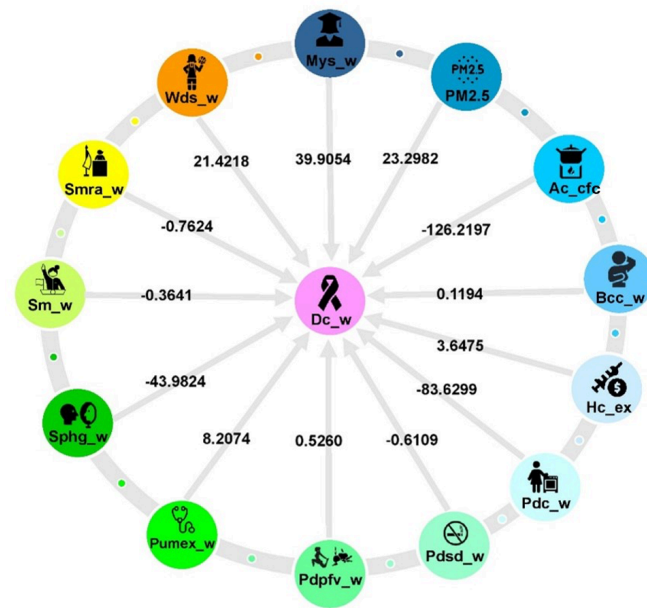 Mys_w
Wds_w
PM2.5
PM2.5
21.4218
39.9054
23.2982
Smra_w
Ac_cfc
-0.7624
-126.2197
Sm_w
-0.3641
Dc_w
0.1194
Bcc_w
3.6475
-43.9824
-83.6299
Hc_ex
$
Sphg_w
8.2074
0.5260
-0.6109
Pdc_w
Pumex_w
Pdpfv_w
Pdsd_w